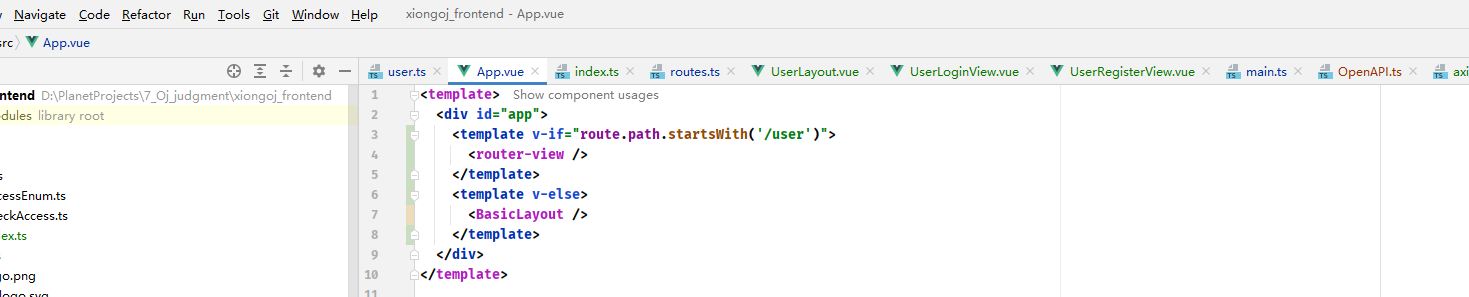 Navigate Code Refactor Run Tools Git Window Help xiongoj_frontend - App.vue
src App.vue
user.ts App.vue index.ts routes.ts UserLayout.vue UserLoginView.vue UserRegisterView.vue main.ts OpenAPI.ts axi
ontend D:\PlanetProjects\7_Oj_judgment\xiongoj_frontend
odules library root
s
cessEnum.ts
eckAccess.ts
ex.ts
s
go.png
logo.svg
1 <template> Show component usages
2 <div id="app">
3 <template v-if="route.path.startsWith('/user')">
4 <router-view />
5 </template>
6 <template v-else>
7 <BasicLayout />
8 </template>
9 </div>
10 </template>
11